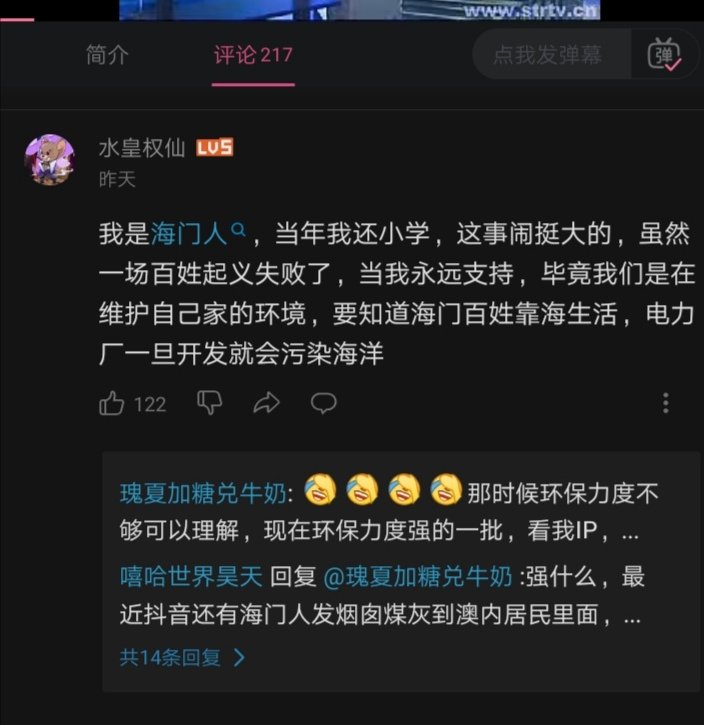 www.strtv.cn
简介
评论 217
点我发弹幕
弹
水皇权仙 LV5
昨天
我是海门人，当年我还小学，这事闹挺大的，虽然
一场百姓起义失败了，当我永远支持，毕竟我们是在
维护自己家的环境，要知道海门百姓靠海生活，电力
厂一旦开发就会污染海洋
122
瑰夏加糖兑牛奶: 那时候环保力度不
够可以理解，现在环保力度强的一批，看我IP，...
嘻哈世界昊天 回复 @瑰夏加糖兑牛奶 :强什么，最
近抖音还有海门人发烟囱煤灰到澳内居民里面，...
共14条回复